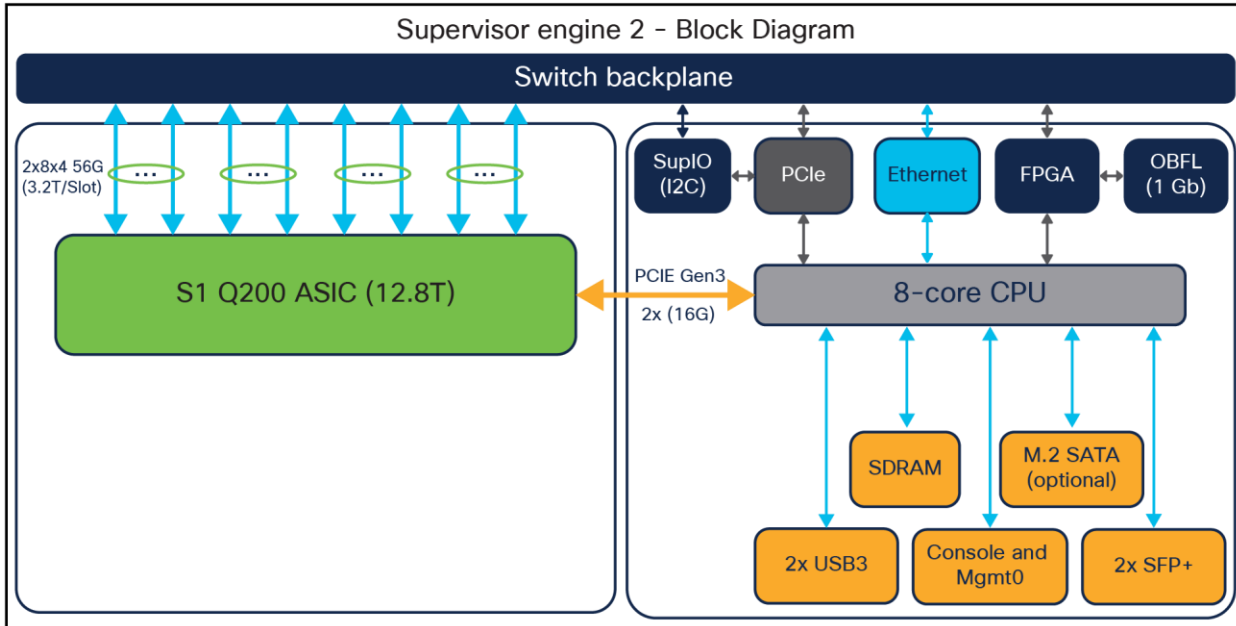 Supervisor engine 2 - Block Diagram
Switch backplane
2x8x4 56G
(3.2T/Slot)
...
...
...
...
S1 Q200 ASIC (12.8T)
SupIO
(I2C)
PCIe
Ethernet
FPGA
OBFL
(1 Gb)
PCIE Gen3
2x (16G)
8-core CPU
SDRAM
M.2 SATA
(optional)
2x USB3
Console and
Mgmt0
2x SFP+